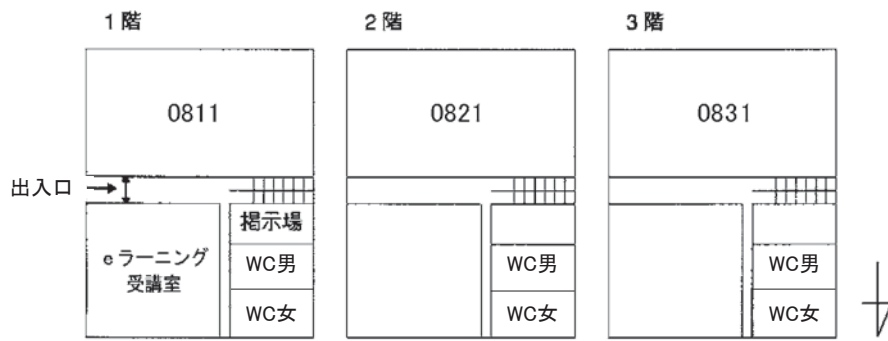 1階
2階
3階
0811
0821
0831
出入口
掲示場
eラーニング
受講室
WC男
WC男
WC男
WC女
WC女
WC女